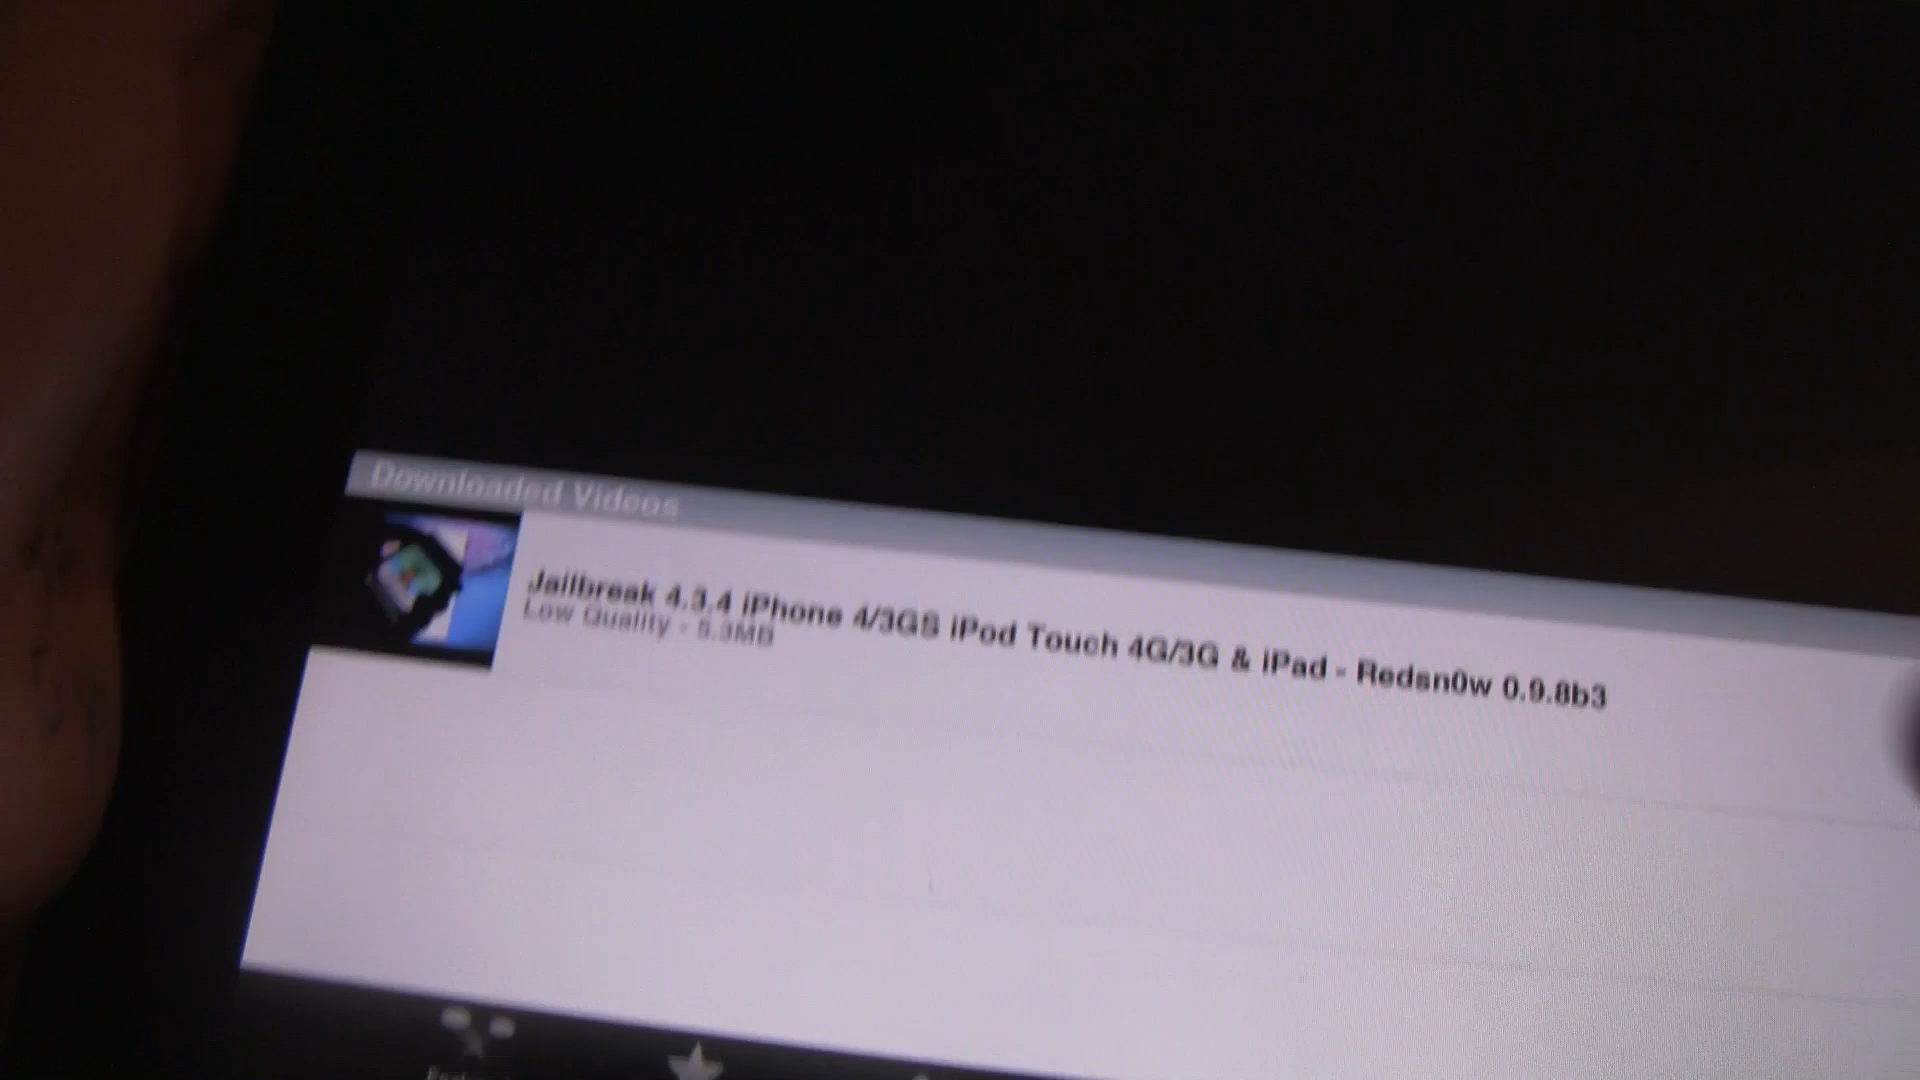 Downloaded Videos
Jailbreak 4.3.4 iPhone 4/3GS iPod Touch 4G/3G & iPad - Redsn0w 0.9.8b3
Low Quality - 5.3MB